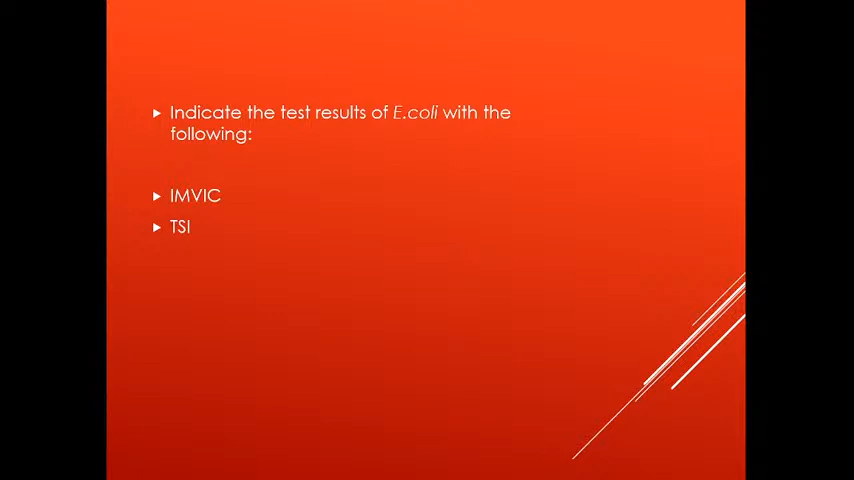 Indicate the test results of E.coli with the
following:
IMVIC
TSI